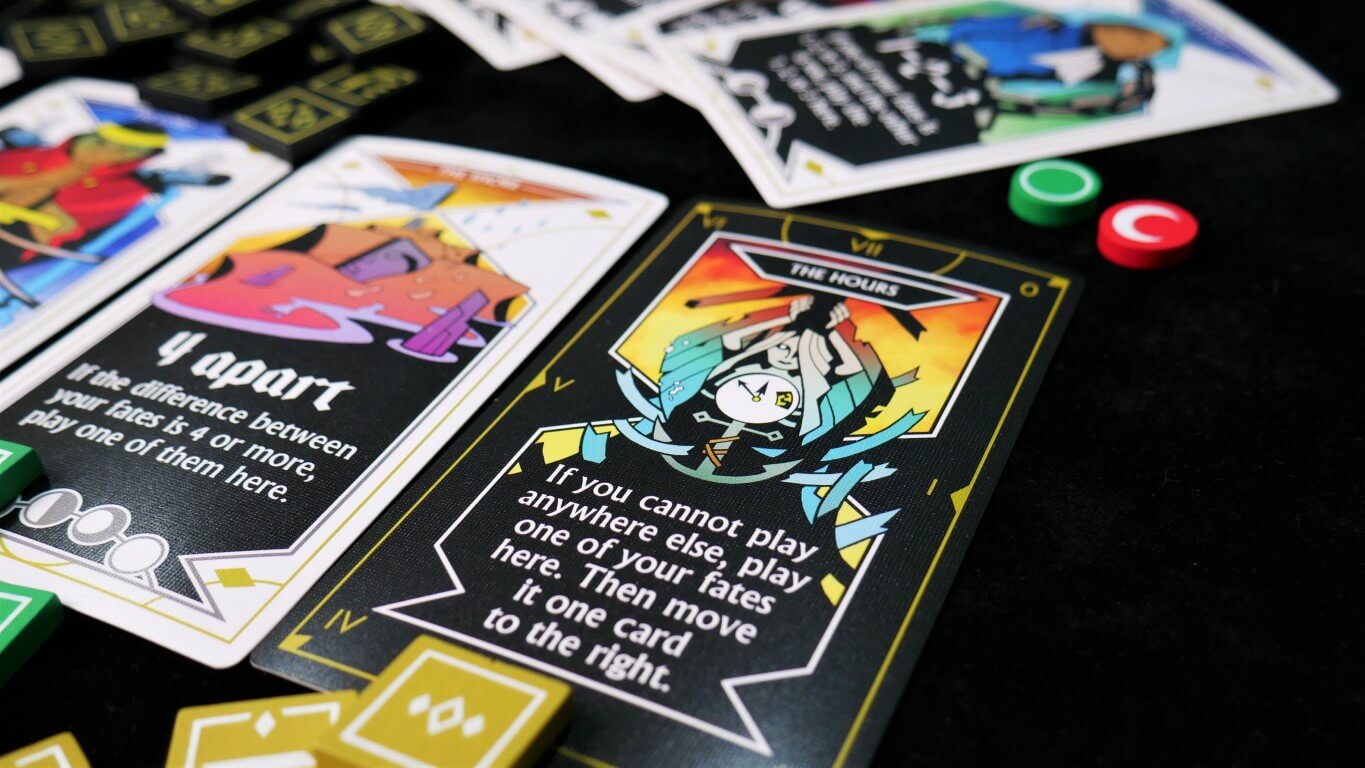 4 apart
If the difference between
your fates is 4 or more,
play one of them here.
VI
VII
THE HOURS
V
IV
If you cannot play
anywhere else, play
one of your fates
here. Then move
it one card
to the right.